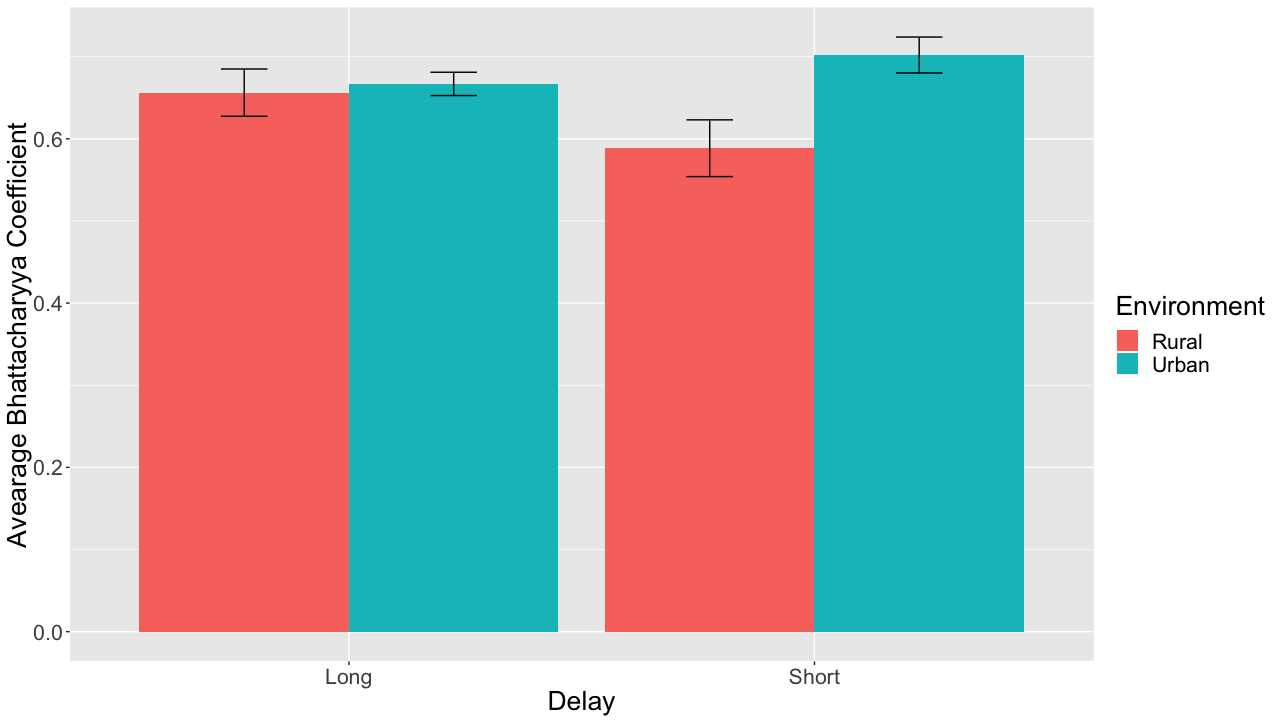 Avearage Bhattacharyya Coefficient
0.6
0.4
0.2
0.0
Long
Short
Delay
Environment
Rural
Urban